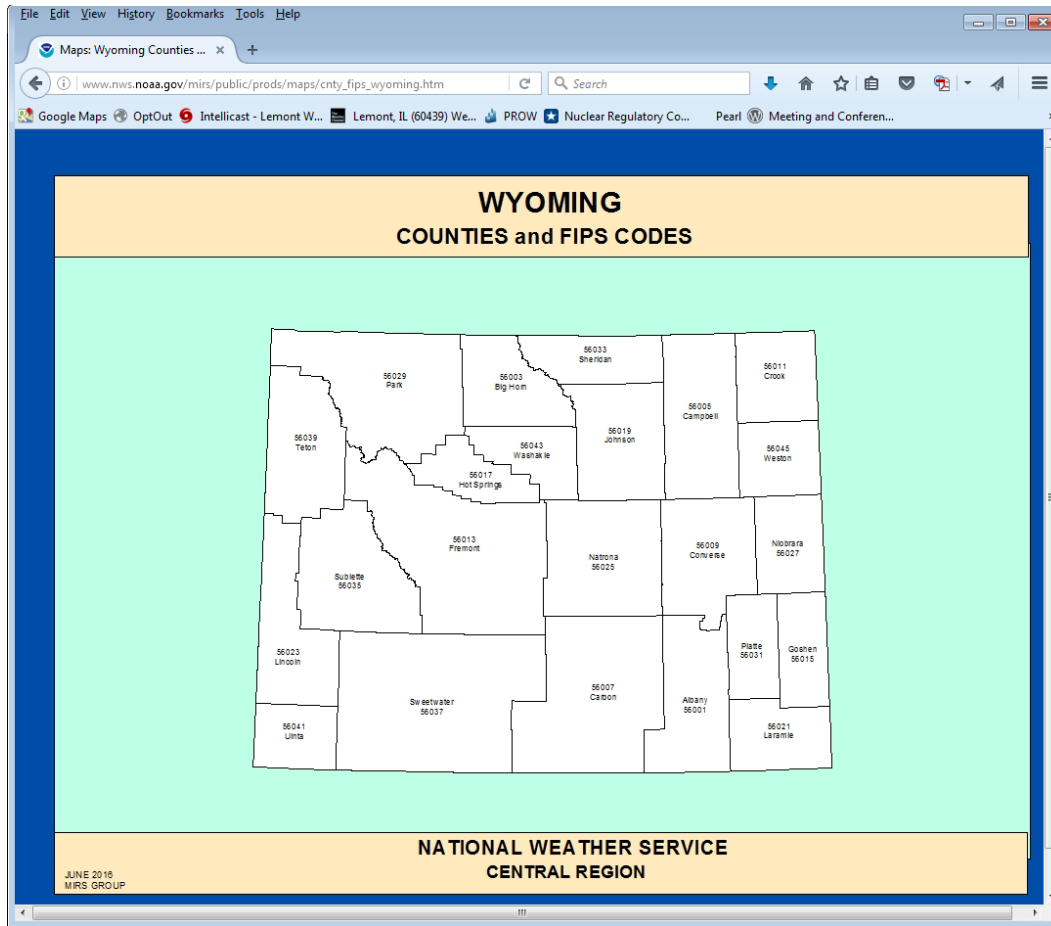 File Edit View History Bookmarks Tools Help
Maps: Wyoming Counties ... × +
www.nws.noaa.gov/mirs/public/prods/maps/cnty_fips_wyoming.htm Search
Google Maps OptOut Intellicast - Lemont W... Lemont, IL (60439) We... PROW Nuclear Regulatory Co... Pearl Meeting and Conferen...
WYOMING
COUNTIES and FIPS CODES
56033
Sheridan
56029
Park
56003
Big Horn
56011
Crook
56005
Campbell
56039
Teton
56019
Johnson
56043
Washakie
56045
Weston
56017
Hot Springs
56013
Fremont
Natrona
56025
56009
Converse
Niobrara
56027
Sublette
56035
56023
Lincoln
Platte
56031
Goshen
56015
Sweetwater
56037
56007
Carbon
Albany
56001
56041
Uinta
56021
Laramie
NATIONAL WEATHER SERVICE
CENTRAL REGION
JUNE 2016
MIRS GROUP